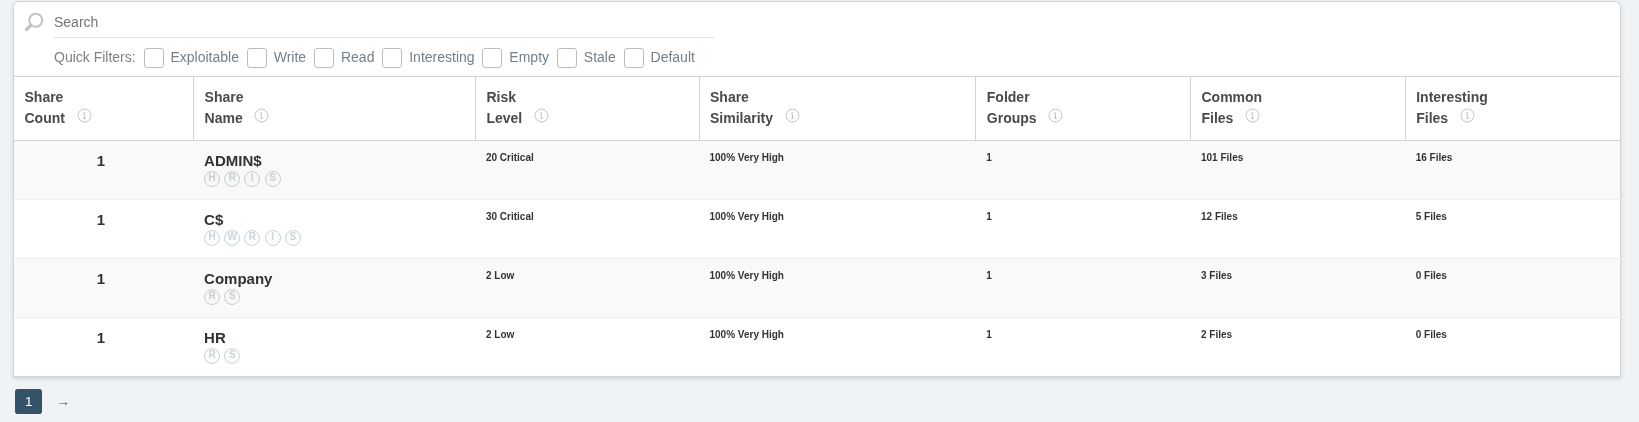 Search
Quick Filters: Exploitable Write Read Interesting Empty Stale Default
Share Count Share Name Risk Level Share Similarity Folder Groups Common Files Interesting Files
1 ADMIN$ 20 Critical 100% Very High 1 101 Files 16 Files
H R I S
1 C$ 30 Critical 100% Very High 1 12 Files 5 Files
H W R I S
1 Company 2 Low 100% Very High 1 3 Files 0 Files
R S
1 HR 2 Low 100% Very High 1 2 Files 0 Files
R S
1 →